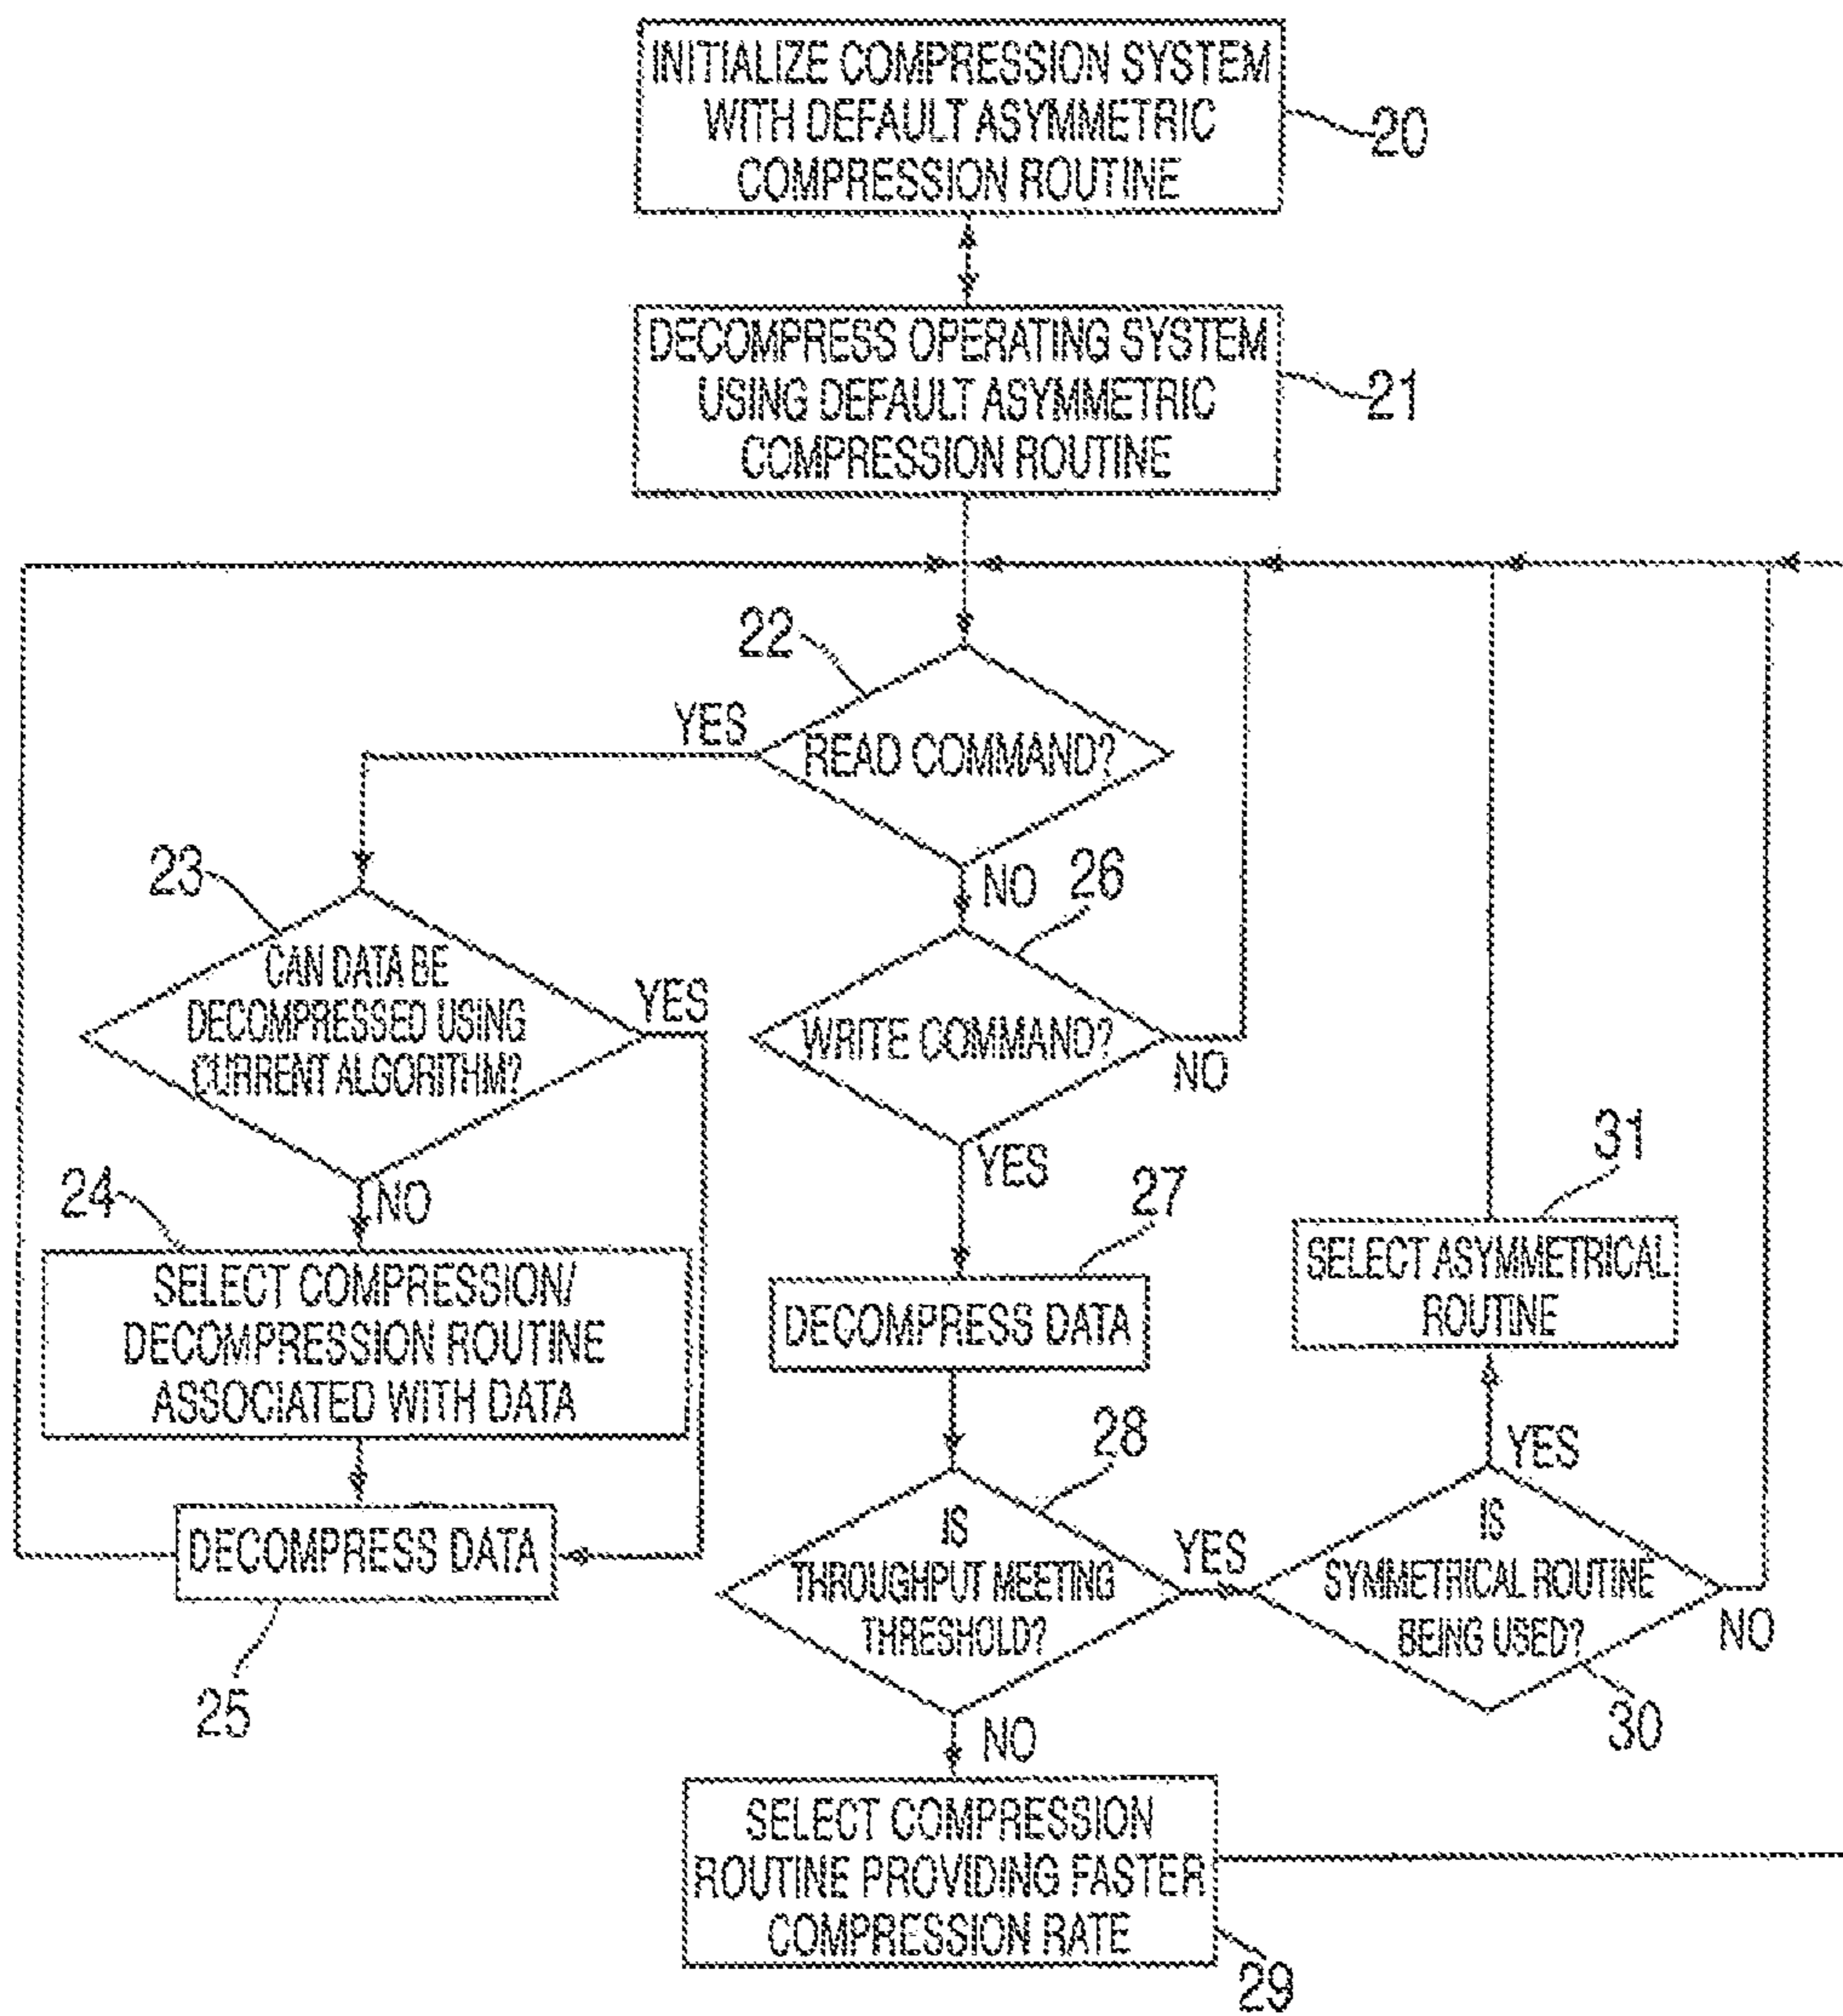 INITIALIZE COMPRESSION SYSTEM
WITH DEFAULT ASYMMETRIC
COMPRESSION ROUTINE
20
DECOMPRESS OPERATING SYSTEM
USING DEFAULT ASYMMETRIC
COMPRESSION ROUTINE
21
22
YES
READ COMMAND?
NO
23
CAN DATA BE
DECOMPRESSED USING
CURRENT ALGORITHM?
YES
NO
26
WRITE COMMAND?
NO
YES
24
SELECT COMPRESSION/
DECOMPRESSION ROUTINE
ASSOCIATED WITH DATA
DECOMPRESS DATA
25
27
DECOMPRESS DATA
28
IS
THROUGHPUT MEETING
THRESHOLD?
YES
NO
31
SELECT ASYMMETRICAL
ROUTINE
YES
IS
SYMMETRICAL ROUTINE
BEING USED?
NO
30
SELECT COMPRESSION
ROUTINE PROVIDING FASTER
COMPRESSION RATE
29